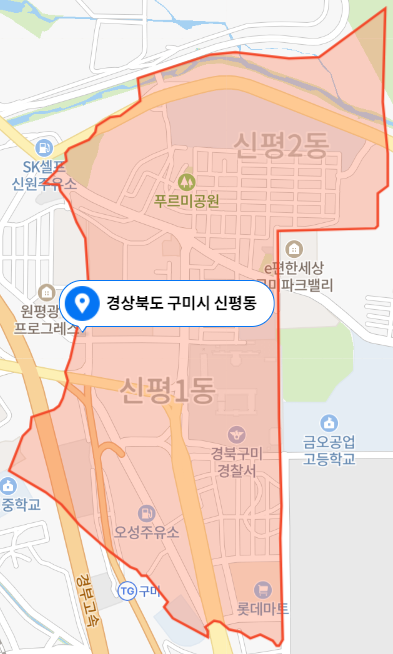 신평2동
SK셀프
신원주유소
푸르미공원
e편한세상
파크밸리
경상북도 구미시 신평동
원평광
프로그레스
신평1동
금오공업
고등학교
경북구미
경찰서
중학교
오성주유소
경부고속
TG 구미
롯데마트